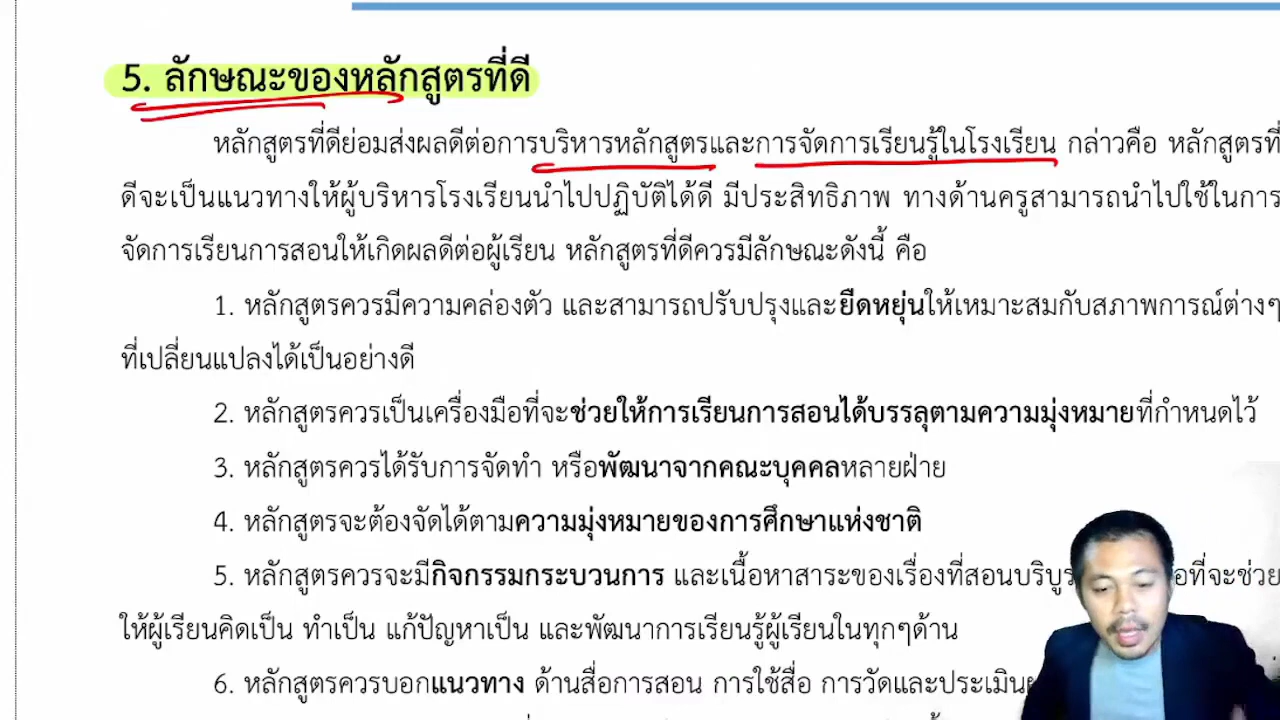 5. ลักษณะของหลักสูตรที่ดี
หลักสูตรที่ดีย่อมส่งผลดีต่อการบริหารหลักสูตรและการจัดการเรียนรู้ในโรงเรียน กล่าวคือ หลักสูตรที่
ดีจะเป็นแนวทางให้ผู้บริหารโรงเรียนนำไปปฏิบัติได้ดี มีประสิทธิภาพ ทางด้านครูสามารถนำไปใช้ในการ
จัดการเรียนการสอนให้เกิดผลดีต่อผู้เรียน หลักสูตรที่ดีควรมีลักษณะดังนี้ คือ
1. หลักสูตรควรมีความคล่องตัว และสามารถปรับปรุงและยืดหยุ่นให้เหมาะสมกับสภาพการณ์ต่างๆ
ที่เปลี่ยนแปลงได้เป็นอย่างดี
2. หลักสูตรควรเป็นเครื่องมือที่จะช่วยให้การเรียนการสอนได้บรรลุตามความมุ่งหมายที่กำหนดไว้
3. หลักสูตรควรได้รับการจัดทำ หรือพัฒนาจากคณะบุคคลหลายฝ่าย
4. หลักสูตรจะต้องจัดได้ตามความมุ่งหมายของการศึกษาแห่งชาติ
5. หลักสูตรควรจะมีกิจกรรมกระบวนการ และเนื้อหาสาระของเรื่องที่สอนบริบู ที่จะช่วย
ให้ผู้เรียนคิดเป็น ทำเป็น แก้ปัญหาเป็น และพัฒนาการเรียนรู้ผู้เรียนในทุกๆด้าน
6. หลักสูตรควรบอกแนวทาง ด้านสื่อการสอน การใช้สื่อ การวัดและประเมิน